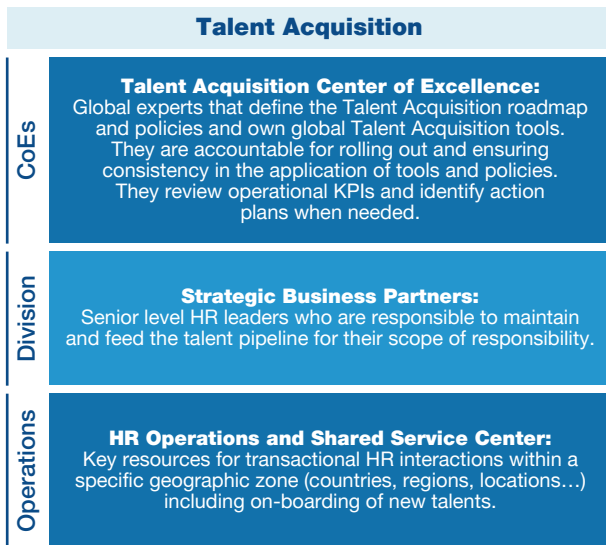 Talent Acquisition
CoEs
Talent Acquisition Center of Excellence:
Global experts that define the Talent Acquisition roadmap
and policies and own global Talent Acquisition tools.
They are accountable for rolling out and ensuring
consistency in the application of tools and policies.
They review operational KPIs and identify action
plans when needed.
Division
Strategic Business Partners:
Senior level HR leaders who are responsible to maintain
and feed the talent pipeline for their scope of responsibility.
Operations
HR Operations and Shared Service Center:
Key resources for transactional HR interactions within a
specific geographic zone (countries, regions, locations…)
including on-boarding of new talents.